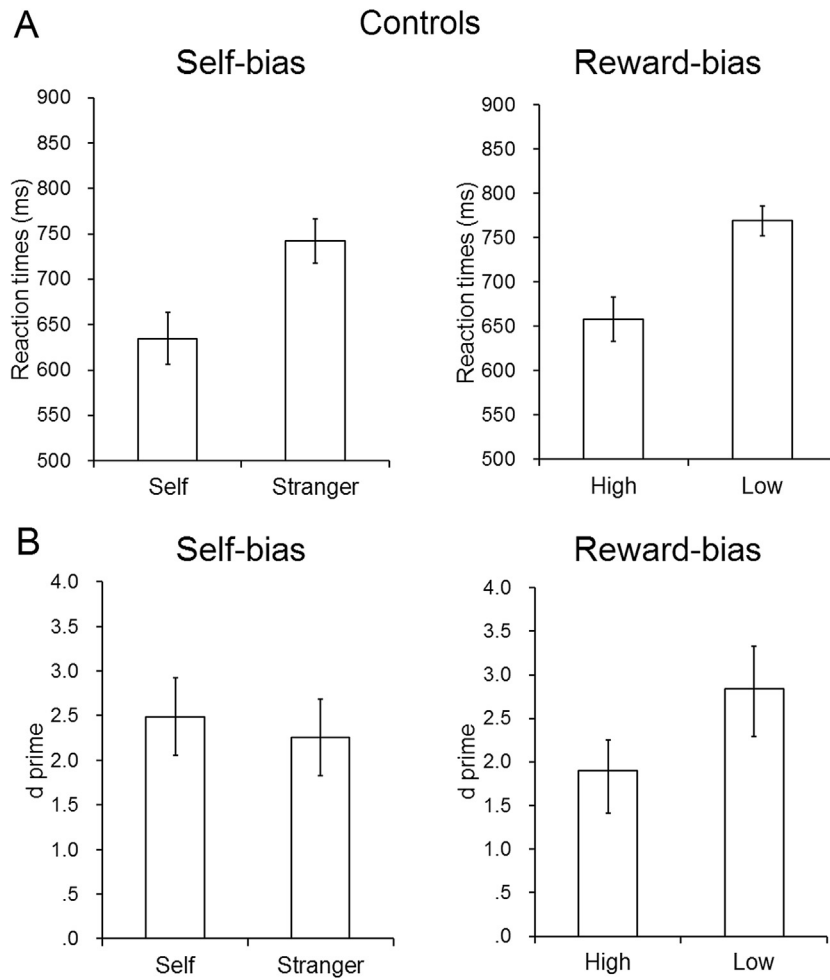 A
Controls
Self-bias
Reaction times (ms)
900
850
800
750
700
650
600
550
500
Self Stranger
Reward-bias
Reaction times (ms)
900
850
800
750
700
650
600
550
500
High Low
B
Self-bias
d prime
4.0
3.5
3.0
2.5
2.0
1.5
1.0
.5
.0
Self Stranger
Reward-bias
d prime
4.0
3.5
3.0
2.5
2.0
1.5
1.0
.5
.0
High Low